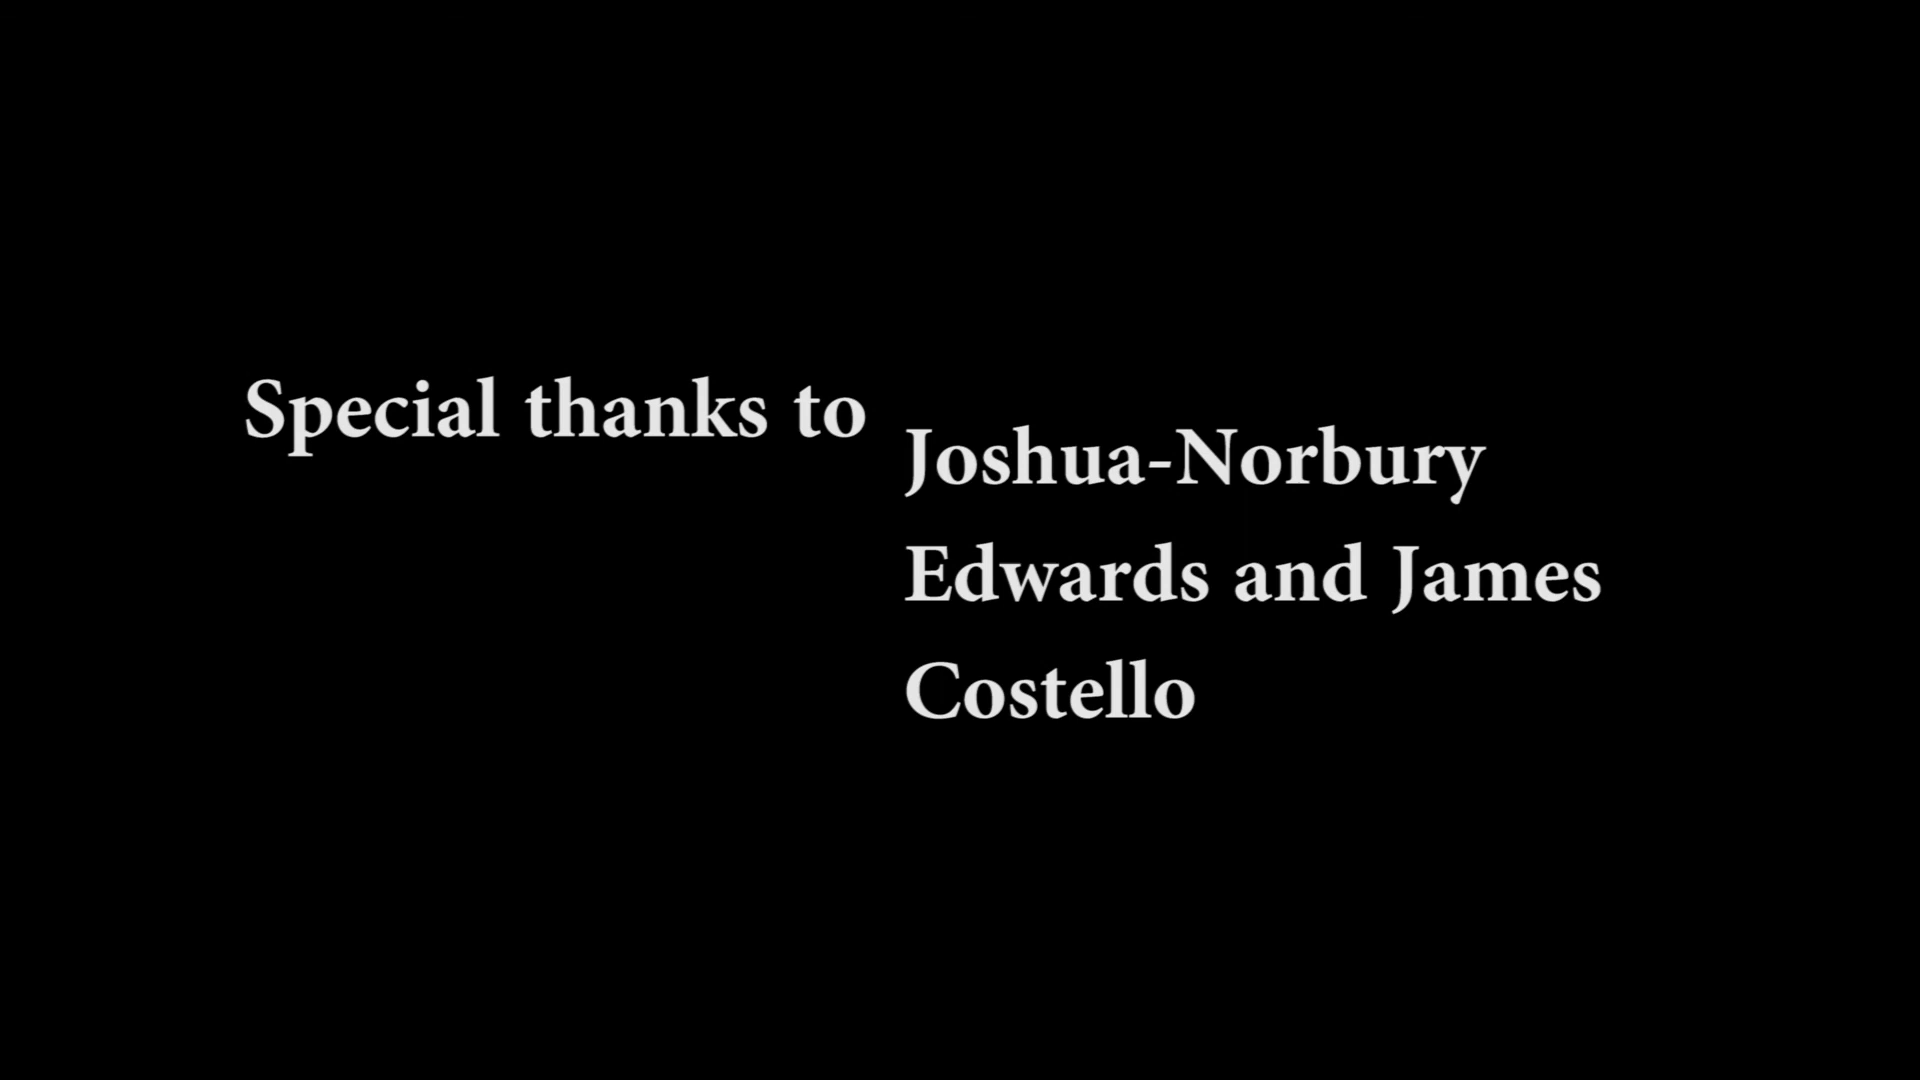 Special thanks to
Joshua-Norbury
Edwards and James
Costello